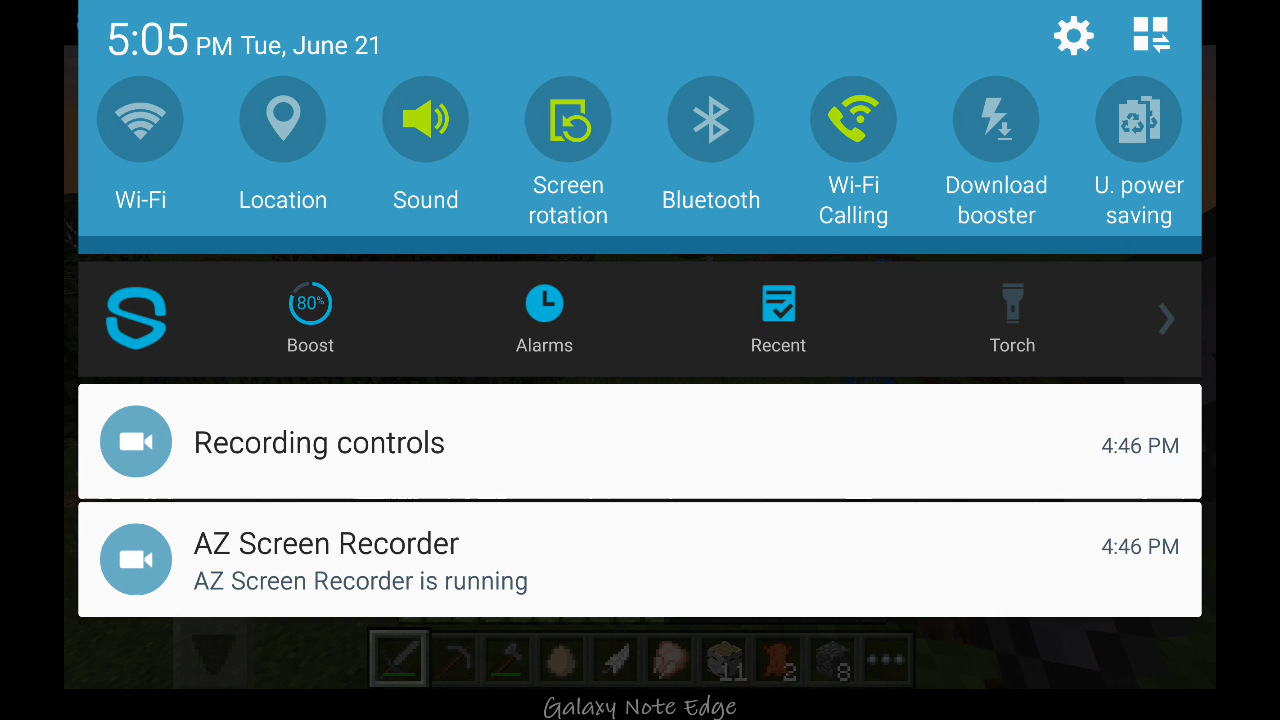 5:05 PM Tue, June 21
Wi-Fi
Location
Sound
Screen
rotation
Bluetooth
Wi-Fi
Calling
Download
booster
U. power
saving
80%
Boost
Alarms
Recent
Torch
Recording controls
4:46 PM
AZ Screen Recorder
4:46 PM
AZ Screen Recorder is running
11
2
8
Galaxy Note Edge